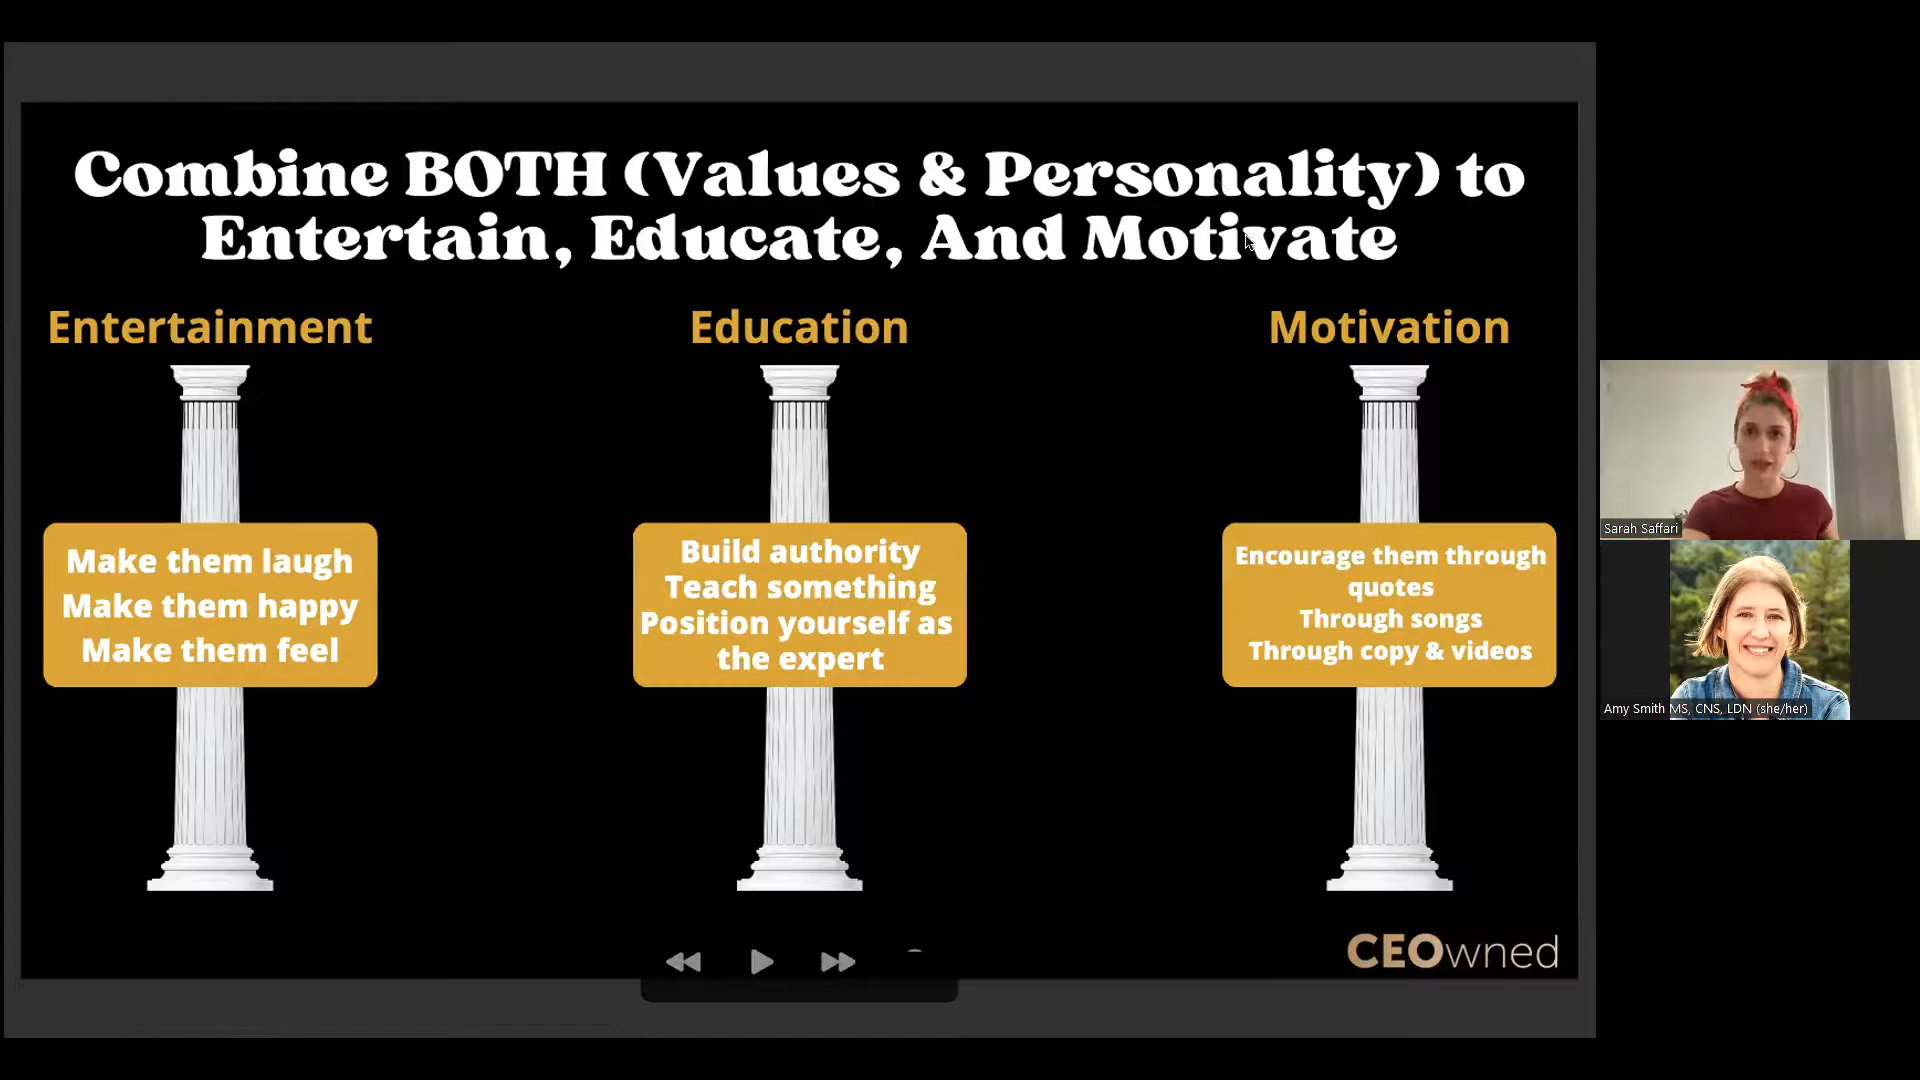 Combine BOTH (Values & Personality) to
Entertain, Educate, And Motivate
Entertainment
Make them laugh
Make them happy
Make them feel
Education
Build authority
Teach something
Position yourself as
the expert
Motivation
Encourage them through
quotes
Through songs
Through copy & videos
CEOwned
Sarah Saffari
Amy Smith MS, CNS, LDN (she/her)